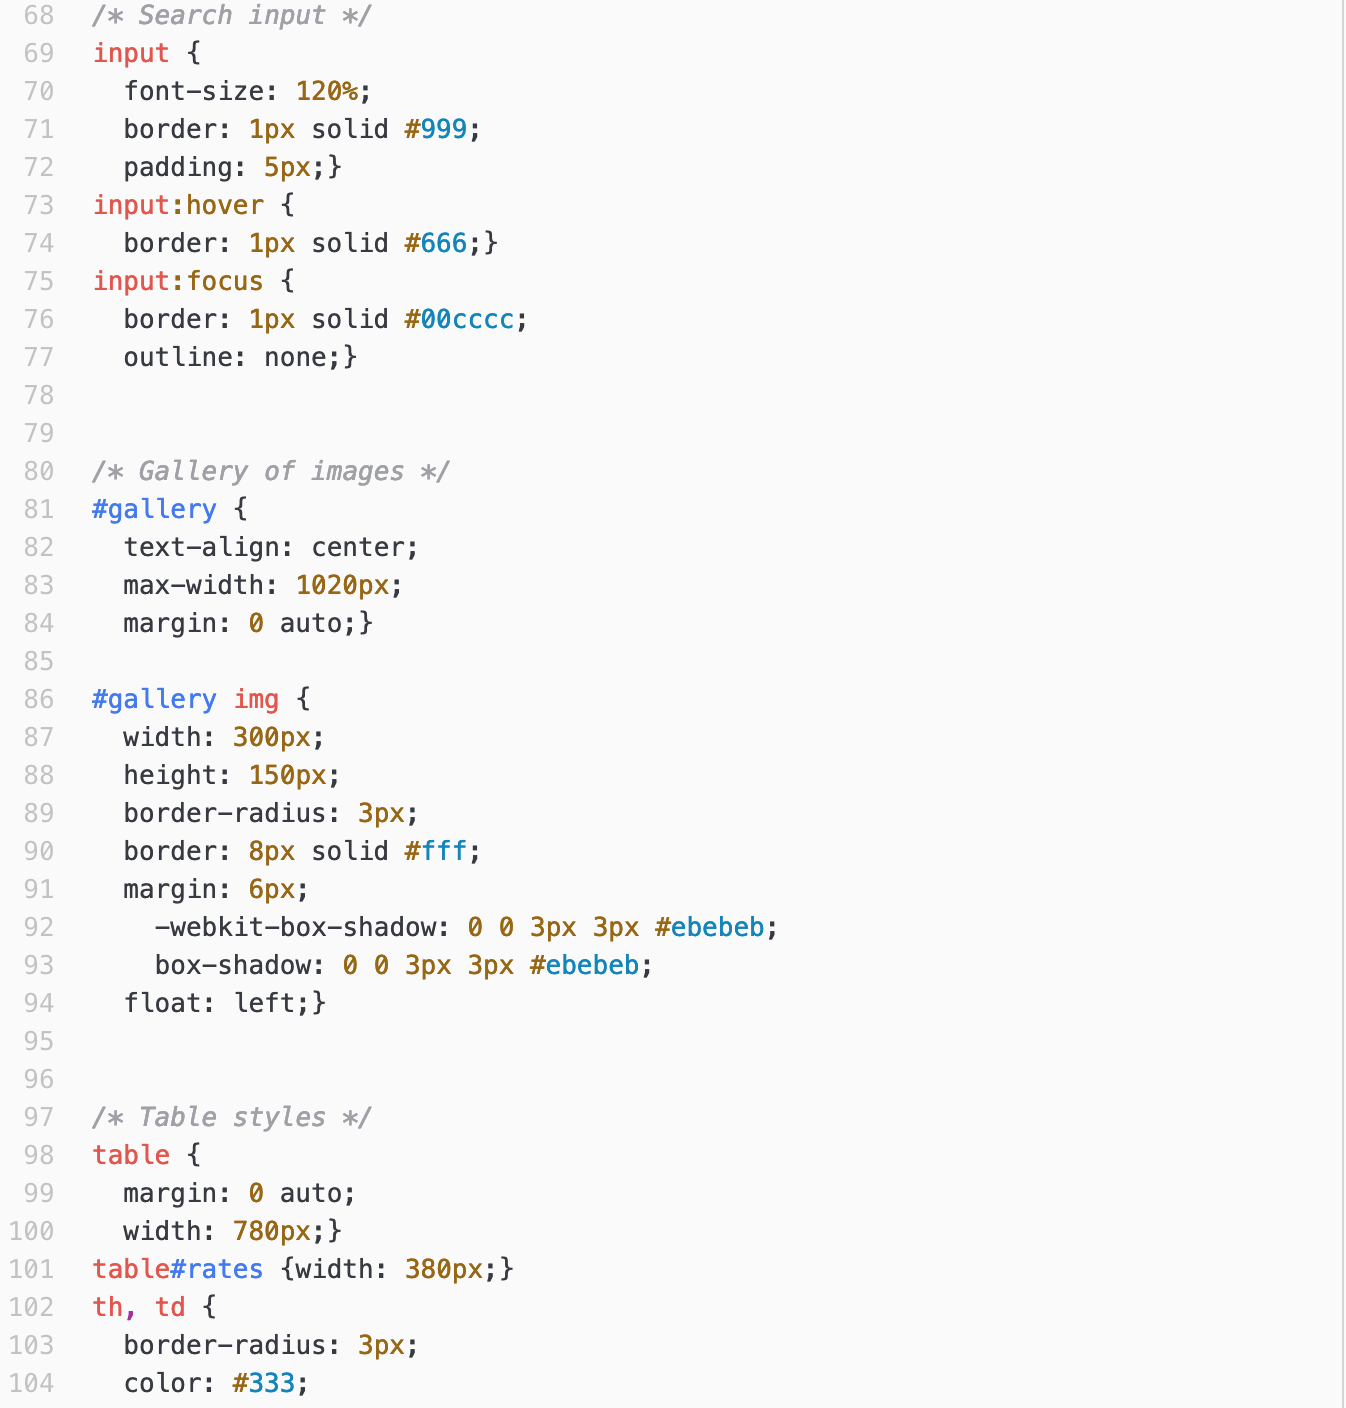 68 /* Search input */
69 input {
70   font-size: 120%;
71   border: 1px solid #999;
72   padding: 5px;}
73 input:hover {
74   border: 1px solid #666;}
75 input:focus {
76   border: 1px solid #00cccc;
77   outline: none;}
78
79
80 /* Gallery of images */
81 #gallery {
82   text-align: center;
83   max-width: 1020px;
84   margin: 0 auto;}
85
86 #gallery img {
87   width: 300px;
88   height: 150px;
89   border-radius: 3px;
90   border: 8px solid #fff;
91   margin: 6px;
92     -webkit-box-shadow: 0 0 3px 3px #ebebeb;
93     box-shadow: 0 0 3px 3px #ebebeb;
94   float: left;}
95
96
97 /* Table styles */
98 table {
99   margin: 0 auto;
100   width: 780px;}
101 table#rates {width: 380px;}
102 th, td {
103   border-radius: 3px;
104   color: #333;